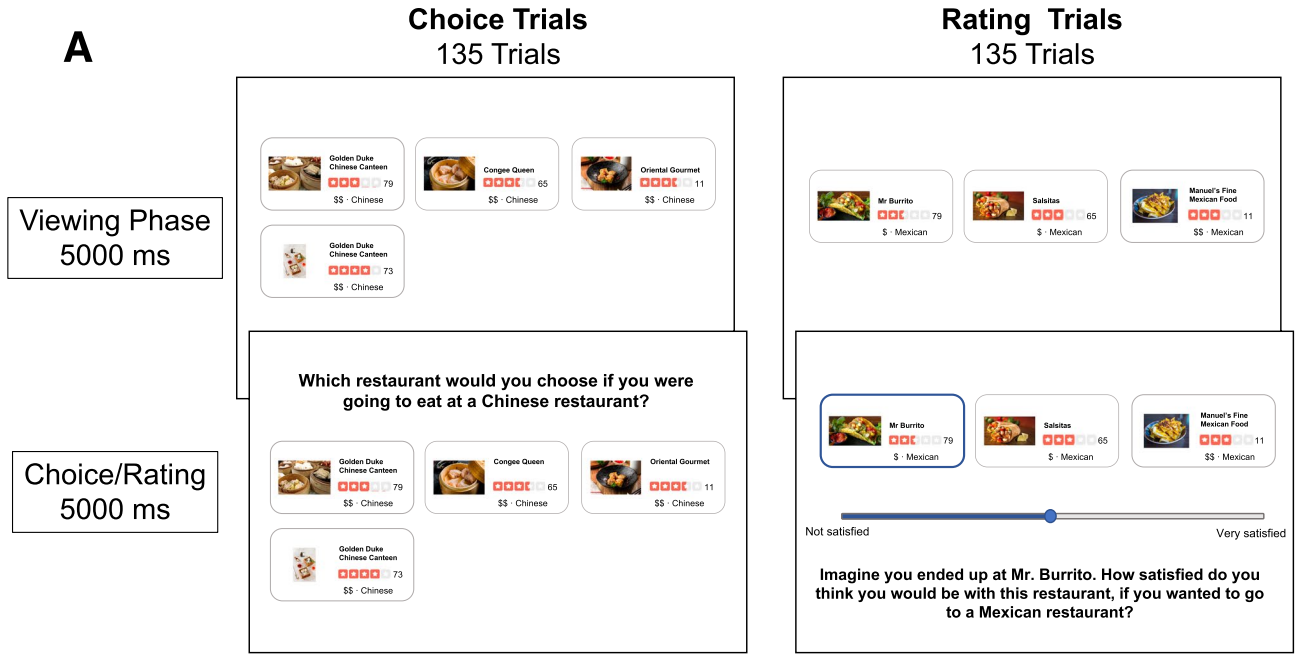 A
Choice Trials
135 Trials
Rating Trials
135 Trials
Viewing Phase
5000 ms
Golden Duke
Chinese Canteen
79
$$ · Chinese
Congee Queen
65
$$ · Chinese
Oriental Gourmet
11
$$ · Chinese
Golden Duke
Chinese Canteen
73
$$ · Chinese
Mr Burrito
79
$ · Mexican
Salsitas
65
$ · Mexican
Manuel's Fine
Mexican Food
11
$$ · Mexican
Choice/Rating
5000 ms
Which restaurant would you choose if you were
going to eat at a Chinese restaurant?
Golden Duke
Chinese Canteen
79
$$ · Chinese
Congee Queen
65
$$ · Chinese
Oriental Gourmet
11
$$ · Chinese
Golden Duke
Chinese Canteen
73
$$ · Chinese
Mr Burrito
79
$ · Mexican
Salsitas
65
$ · Mexican
Manuel's Fine
Mexican Food
11
$$ · Mexican
Not satisfied
Very satisfied
Imagine you ended up at Mr. Burrito. How satisfied do you
think you would be with this restaurant, if you wanted to go
to a Mexican restaurant?